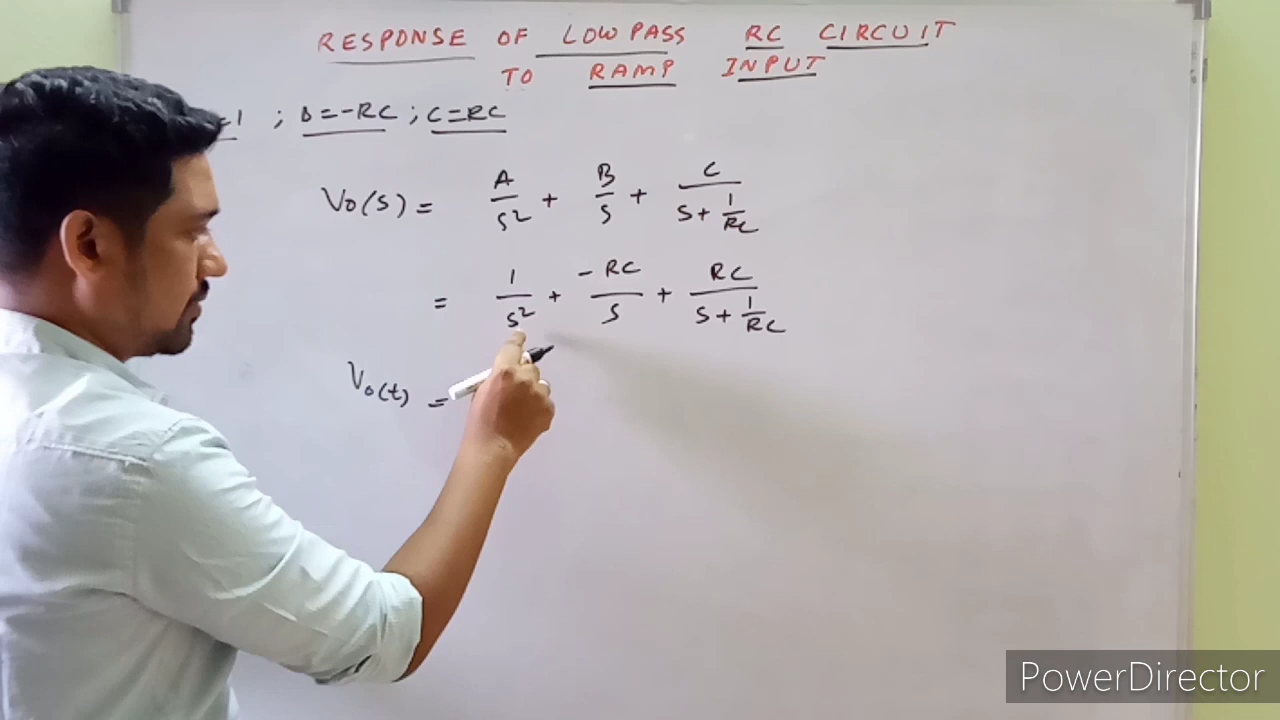 RESPONSE OF LOW PASS RC CIRCUIT
TO RAMP INPUT
=1 ; B=-RC ; C=RC
Vo(s) = A/s² + B/s + C/(s+1/RC)
= 1/s² + -RC/s + RC/(s+1/RC)
Vo(t) =
PowerDirector